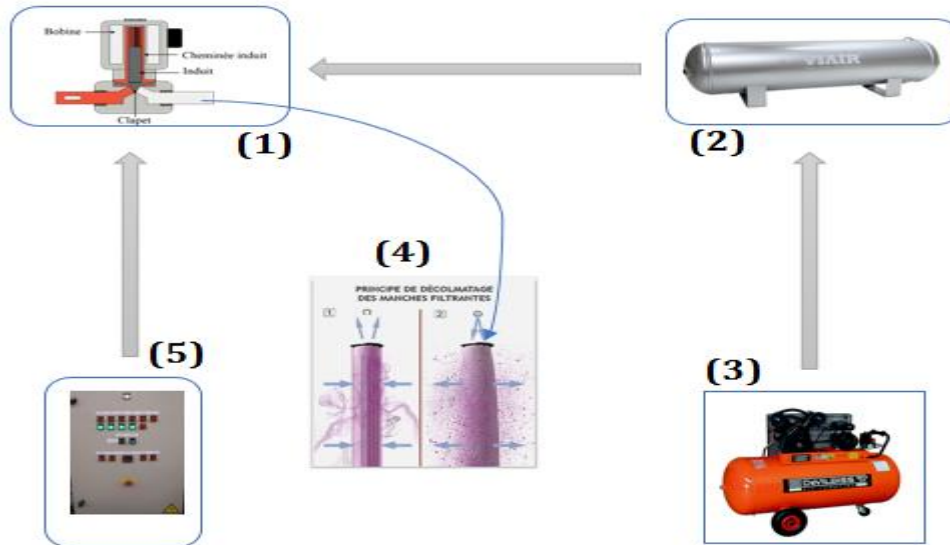 Bobine
Cheminée induit
Induit
Clapet
(1)
VIAIR
(2)
(4)
PRINCIPE DE DÉCOLMATAGE
DES MANCHES FILTRANTES
1
2
(5)
(3)